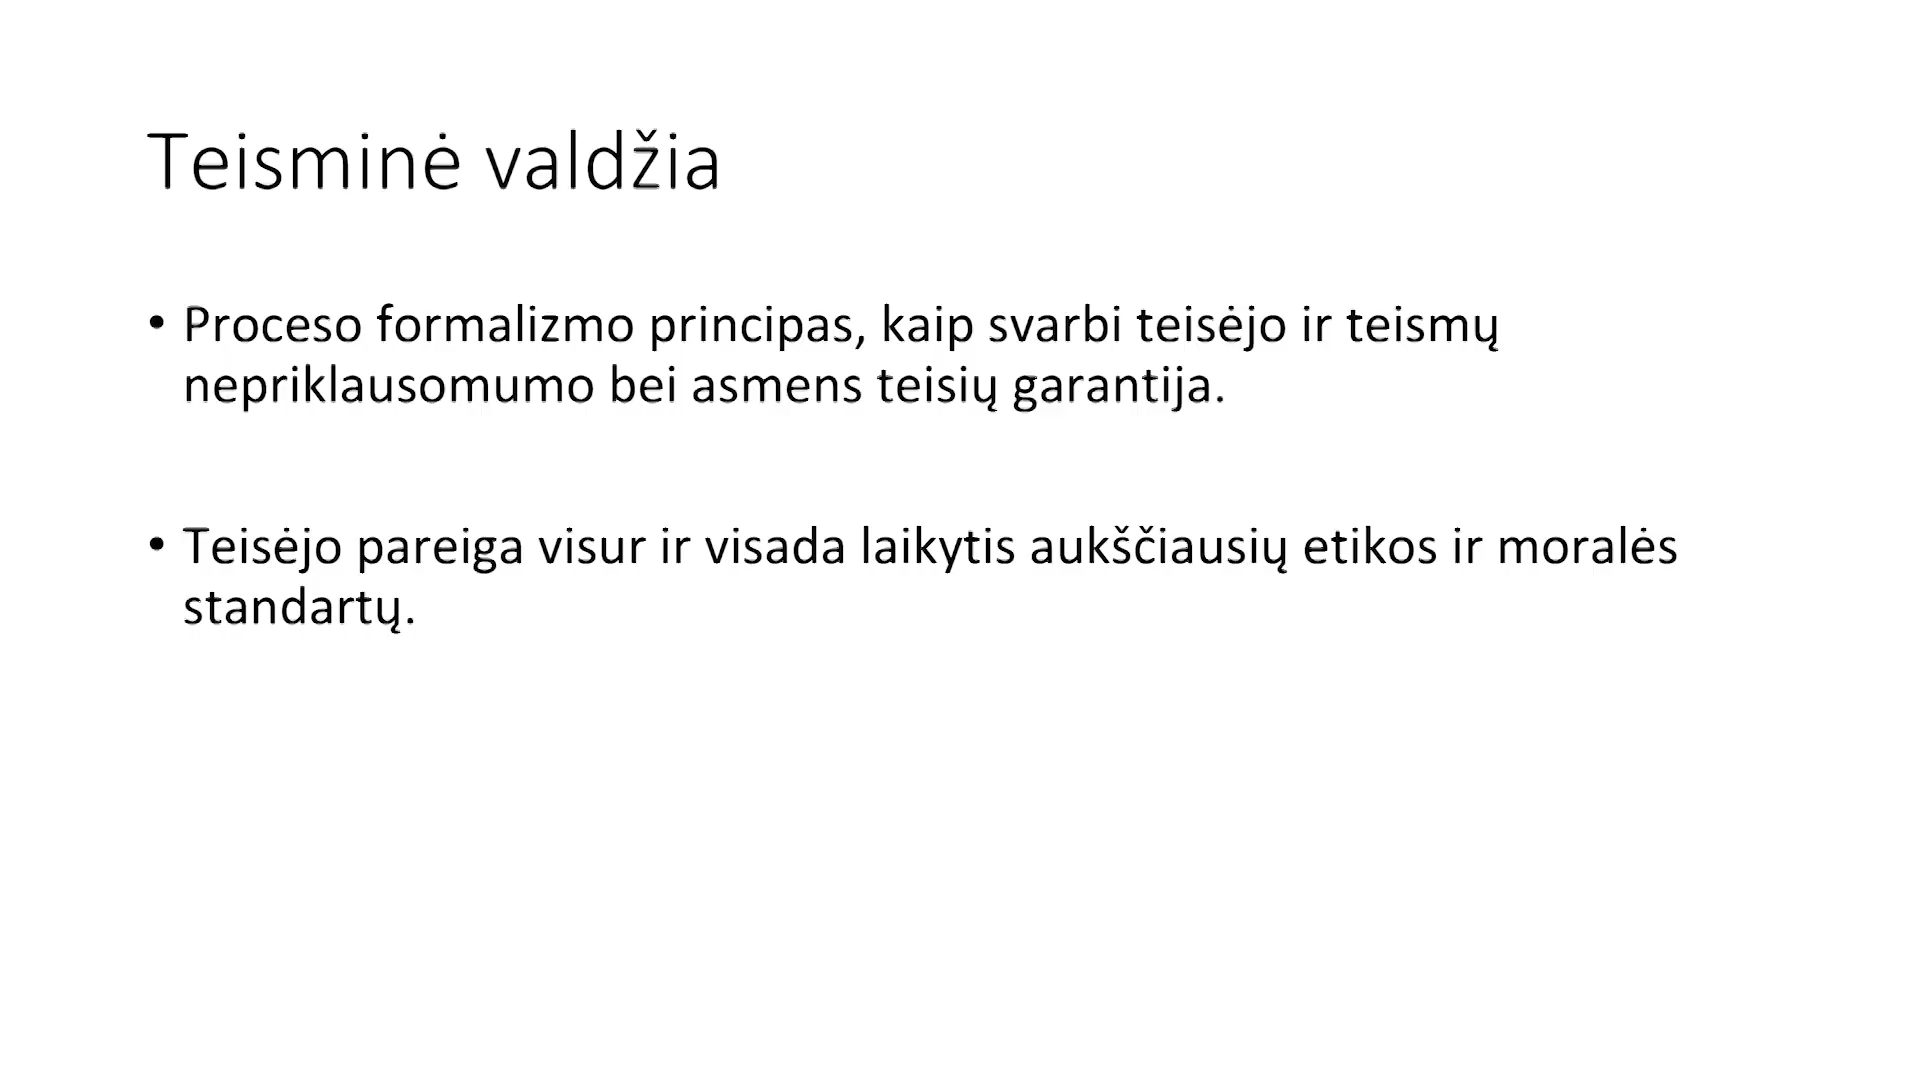 Teisminė valdžia
• Proceso formalizmo principas, kaip svarbi teisėjo ir teismų
nepriklausomumo bei asmens teisių garantija.
• Teisėjo pareiga visur ir visada laikytis aukščiausių etikos ir moralės
standartų.